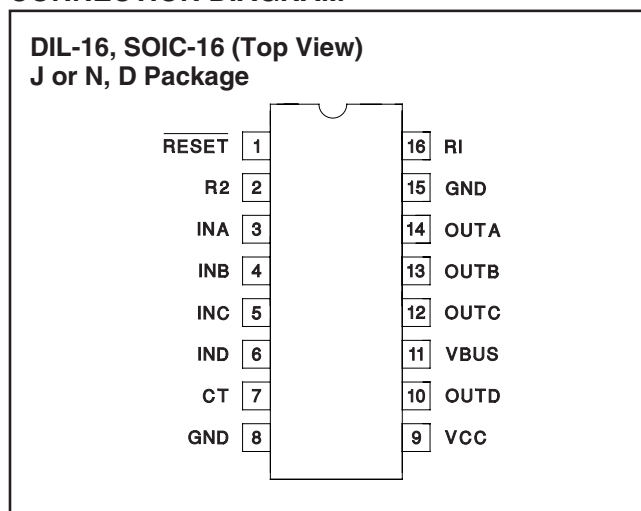 DIL-16, SOIC-16 (Top View)
J or N, D Package
RESET 1 16 RI
R2 2 15 GND
INA 3 14 OUTA
INB 4 13 OUTB
INC 5 12 OUTC
IND 6 11 VBUS
CT 7 10 OUTD
GND 8 9 VCC